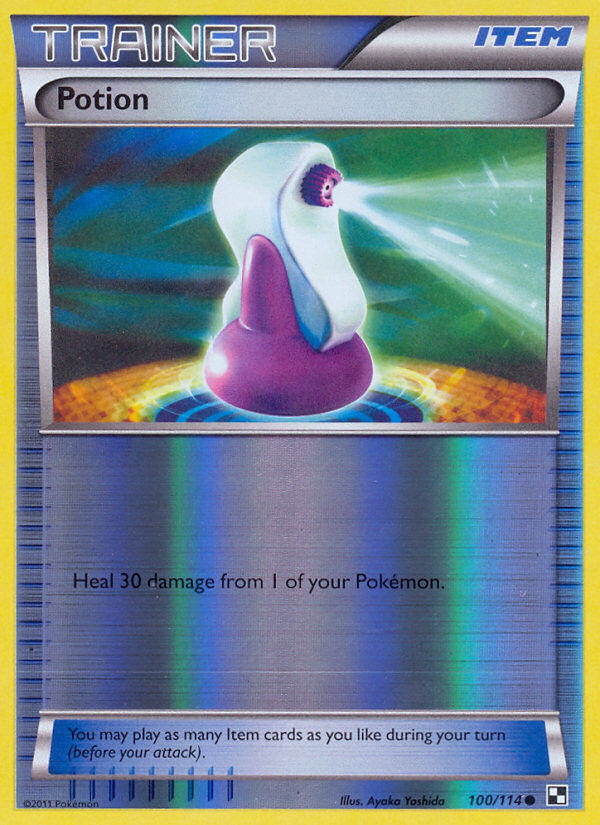 TRAINER
ITEM
Potion
Heal 30 damage from 1 of your Pokémon.
You may play as many Item cards as you like during your turn
(before your attack).
©2011 Pokémon
Illus. Ayaka Yoshida 100/114